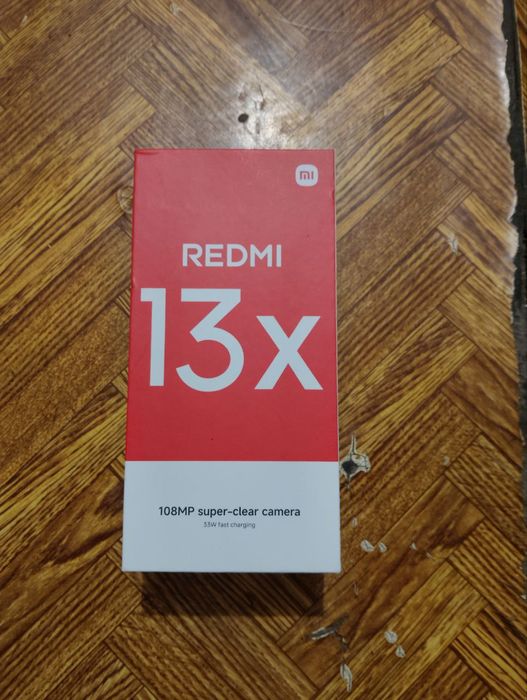 mi
REDMI
13x
108MP super-clear camera
33W fast charging